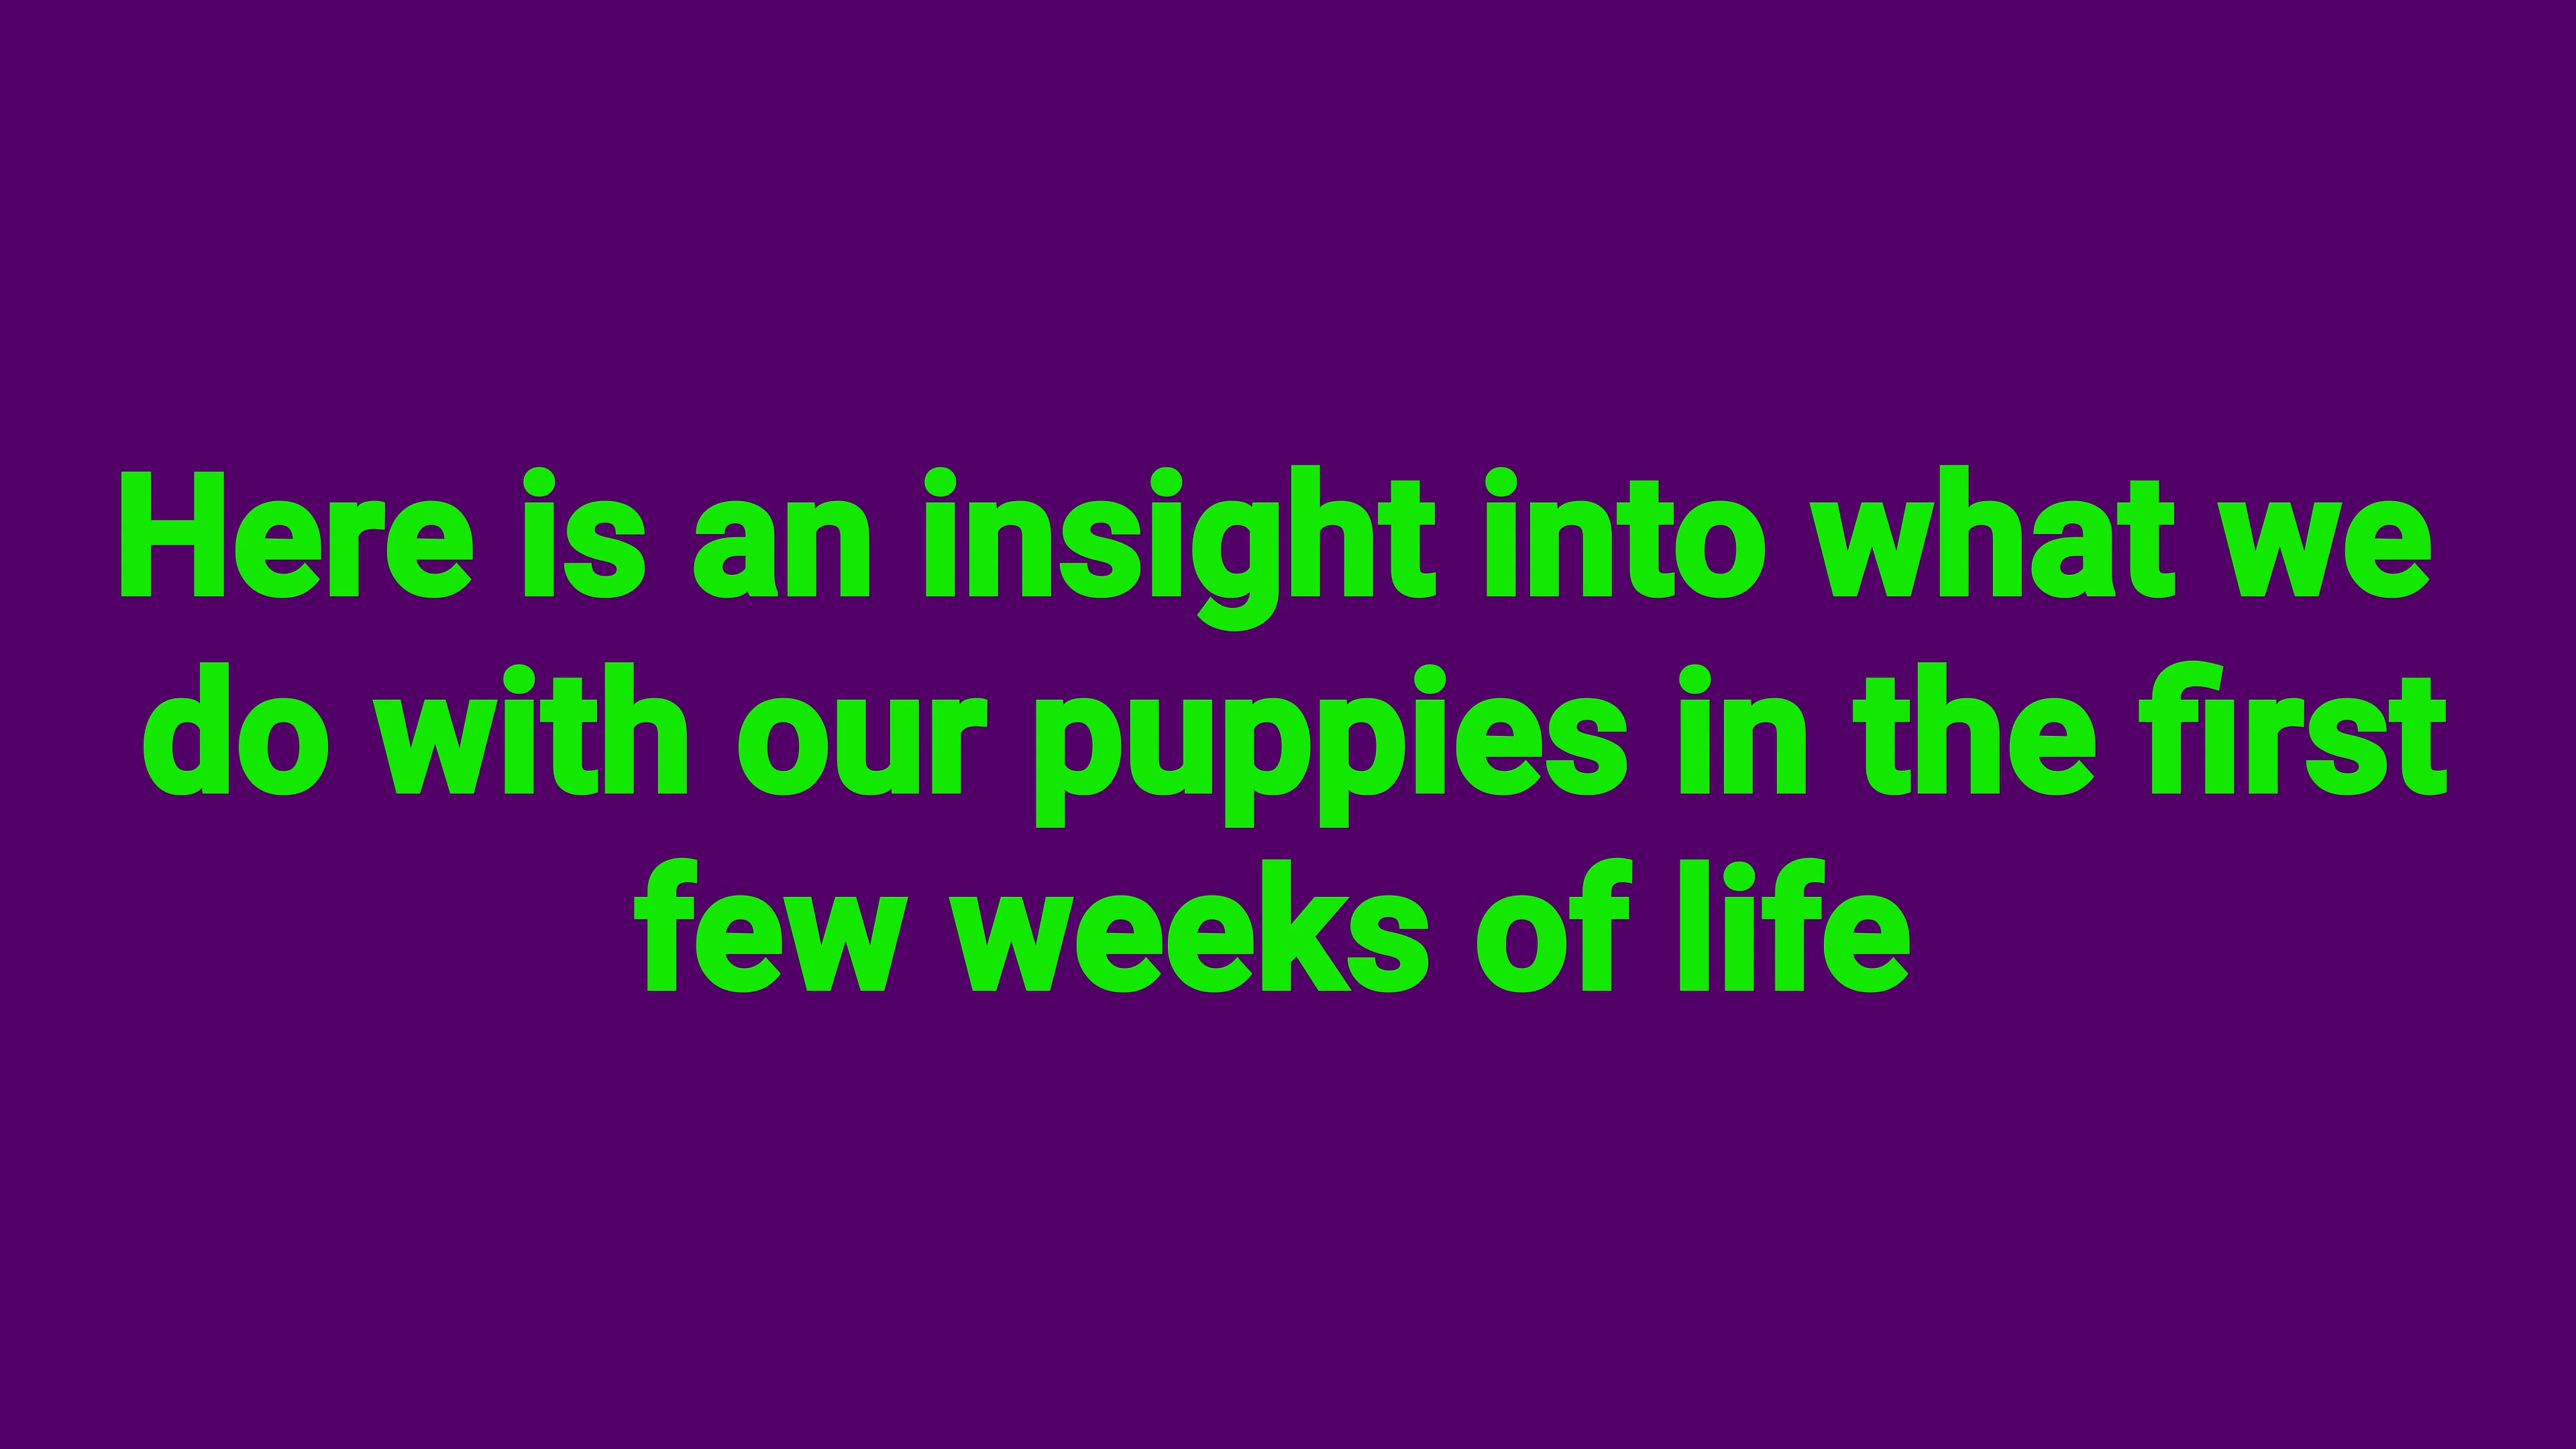 Here is an insight into what we
do with our puppies in the first
few weeks of life